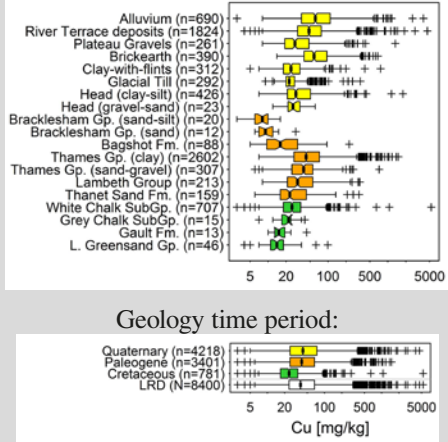 Alluvium (n=690)
River Terrace deposits (n=1824)
Plateau Gravels (n=261)
Brickearth (n=390)
Clay-with-flints (n=312)
Glacial Till (n=292)
Head (clay-silt) (n=426)
Head (gravel-sand) (n=23)
Bracklesham Gp. (sand-silt) (n=20)
Bracklesham Gp. (sand) (n=12)
Bagshot Fm. (n=88)
Thames Gp. (clay) (n=2602)
Thames Gp. (sand-gravel) (n=307)
Lambeth Group (n=213)
Thanet Sand Fm. (n=159)
White Chalk SubGp. (n=707)
Grey Chalk SubGp. (n=15)
Gault Fm. (n=13)
L. Greensand Gp. (n=46)
5 20 100 500 5000
Geology time period:
Quaternary (n=4218)
Paleogene (n=3401)
Cretaceous (n=781)
LRD (N=8400)
5 20 100 500 5000
Cu [mg/kg]